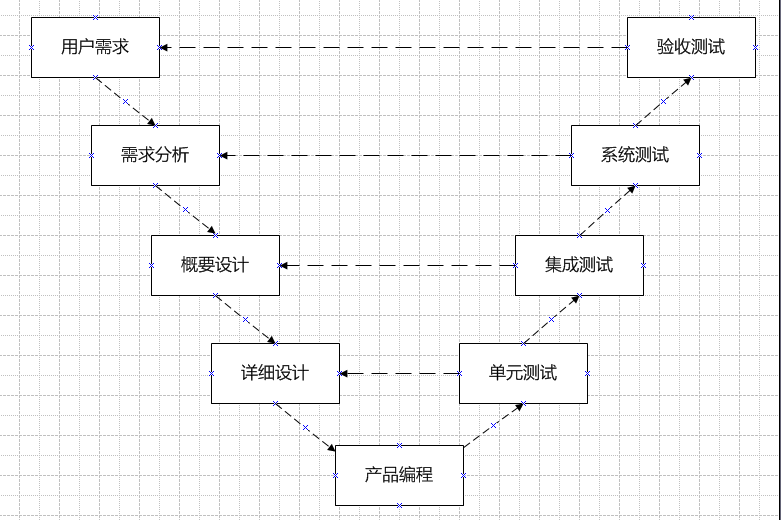 用户需求
验收测试
需求分析
系统测试
概要设计
集成测试
详细设计
单元测试
产品编程